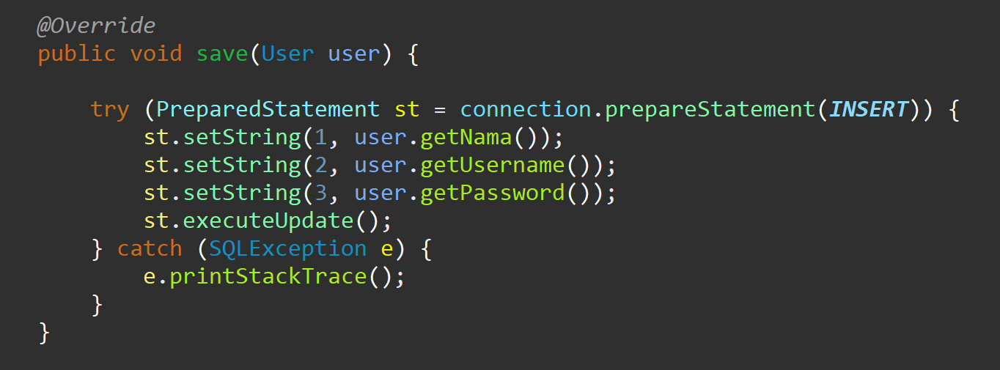 @Override
public void save(User user) {

    try (PreparedStatement st = connection.prepareStatement(INSERT)) {
        st.setString(1, user.getNama());
        st.setString(2, user.getUsername());
        st.setString(3, user.getPassword());
        st.executeUpdate();
    } catch (SQLException e) {
        e.printStackTrace();
    }
}